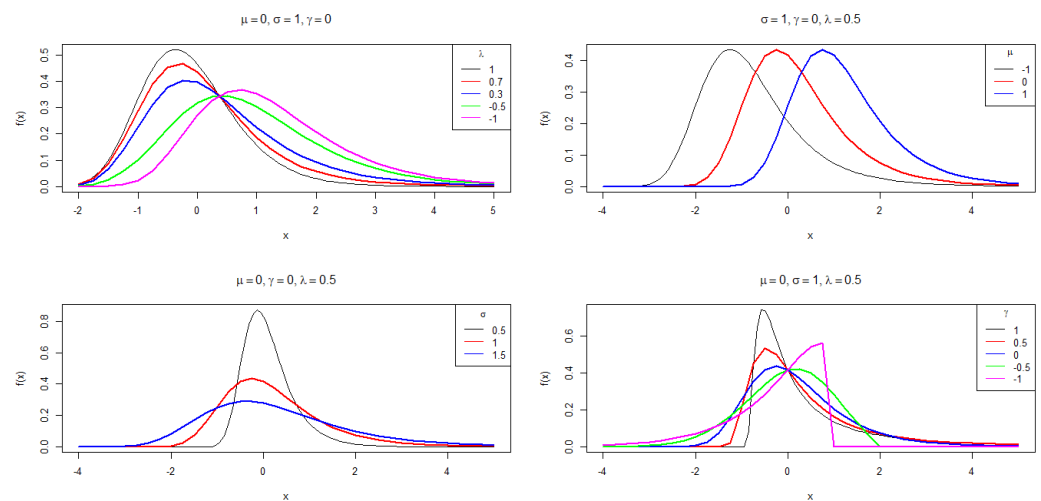 μ = 0, σ = 1, γ = 0
f(x)
0.0 0.1 0.2 0.3 0.4 0.5
λ
1
0.7
0.3
-0.5
-1
-2 -1 0 1 2 3 4 5
x
σ = 1, γ = 0, λ = 0.5
f(x)
0.0 0.1 0.2 0.3 0.4
μ
-1
0
1
-4 -2 0 2 4
x
μ = 0, γ = 0, λ = 0.5
f(x)
0.0 0.2 0.4 0.6 0.8
σ
0.5
1
1.5
-4 -2 0 2 4
x
μ = 0, σ = 1, λ = 0.5
f(x)
0.0 0.2 0.4 0.6
γ
1
0.5
0
-0.5
-1
-4 -2 0 2 4
x